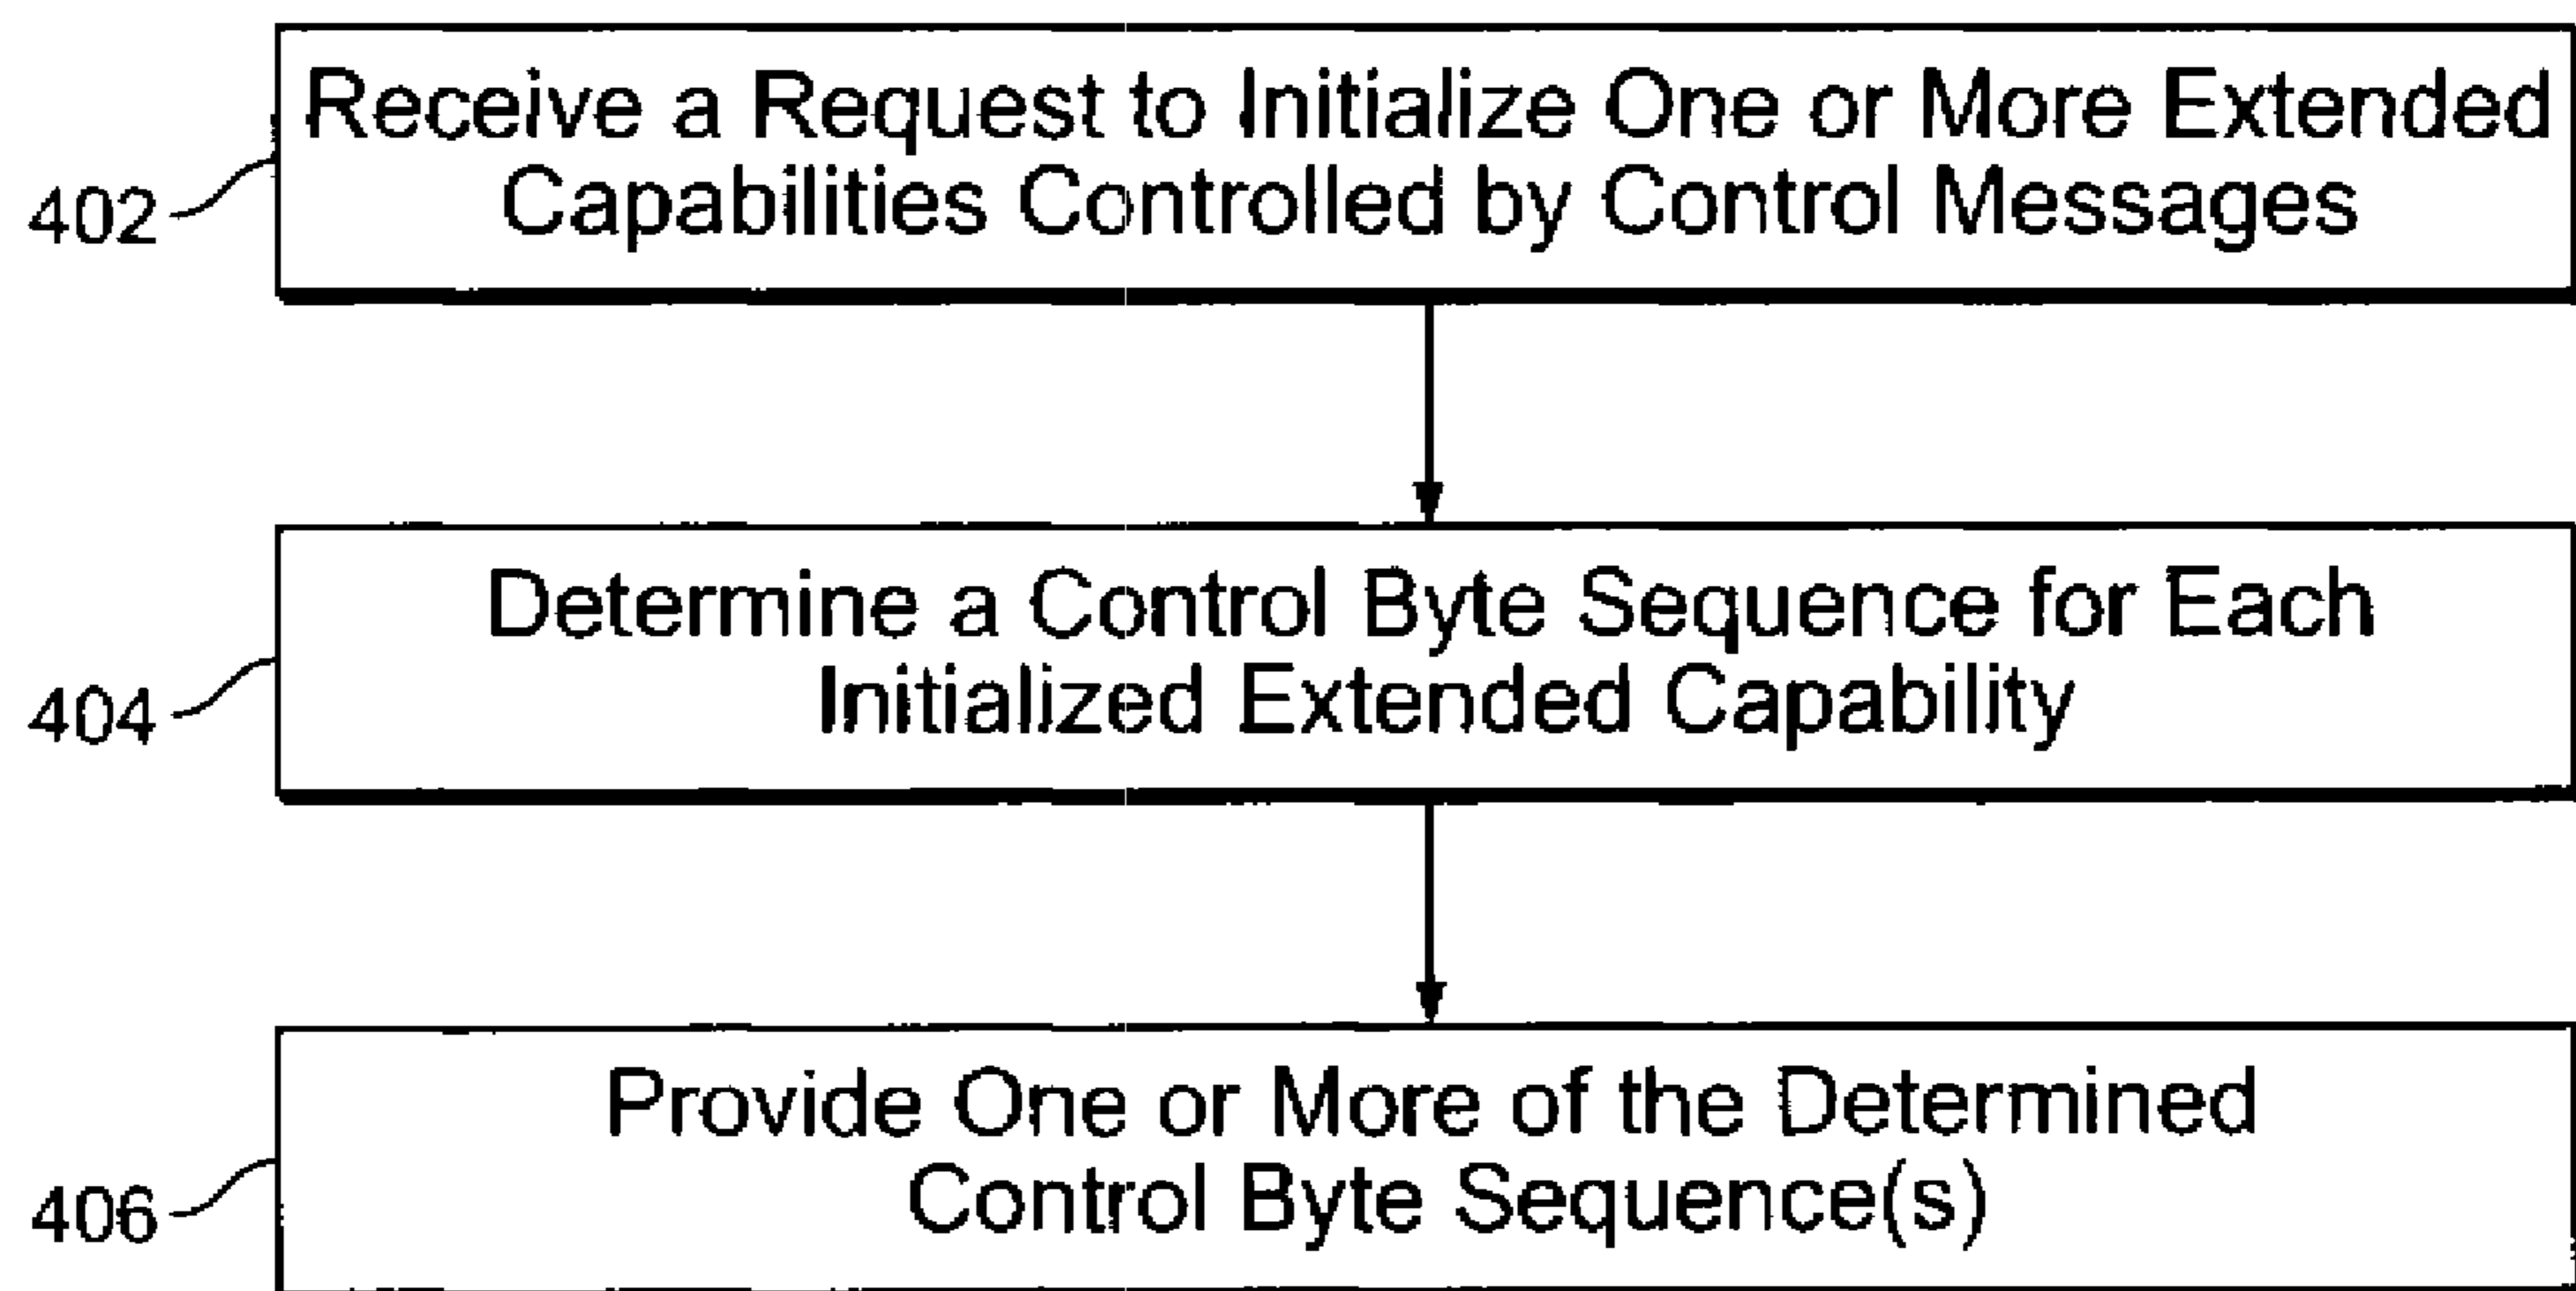 Receive a Request to Initialize One or More Extended
Capabilities Controlled by Control Messages
402
Determine a Control Byte Sequence for Each
Initialized Extended Capability
404
Provide One or More of the Determined
Control Byte Sequence(s)
406